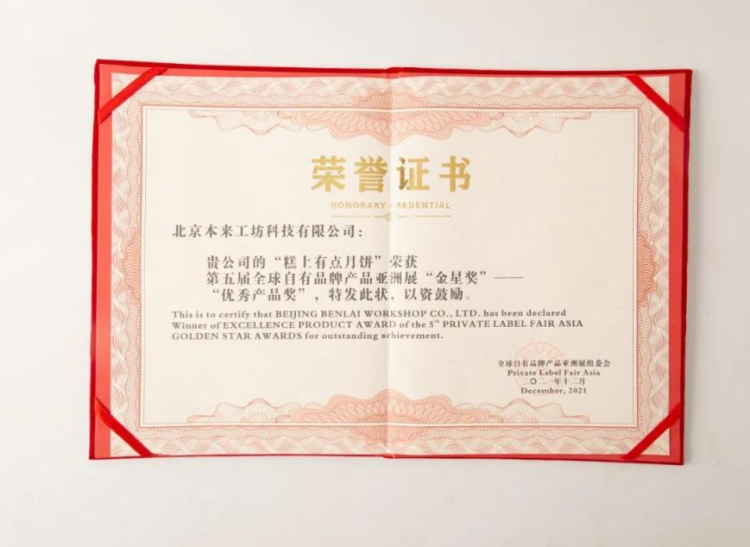 荣誉证书
HONORARY CREDENTIAL
北京本来工坊科技有限公司：
贵公司的“糕上有点月饼”荣获
第五届全球自有品牌产品亚洲展“金星奖”——
“优秀产品奖”，特发此状，以资鼓励。
This is to certify that BEIJING BENLAI WORKSHOP CO., LTD. has been declared
Winner of EXCELLENCE PRODUCT AWARD of the 5th PRIVATE LABEL FAIR ASIA
GOLDEN STAR AWARDS for outstanding achievement.
全球自有品牌产品亚洲展组委会
Private Label Fair Asia
二〇二一年十二月
December, 2021